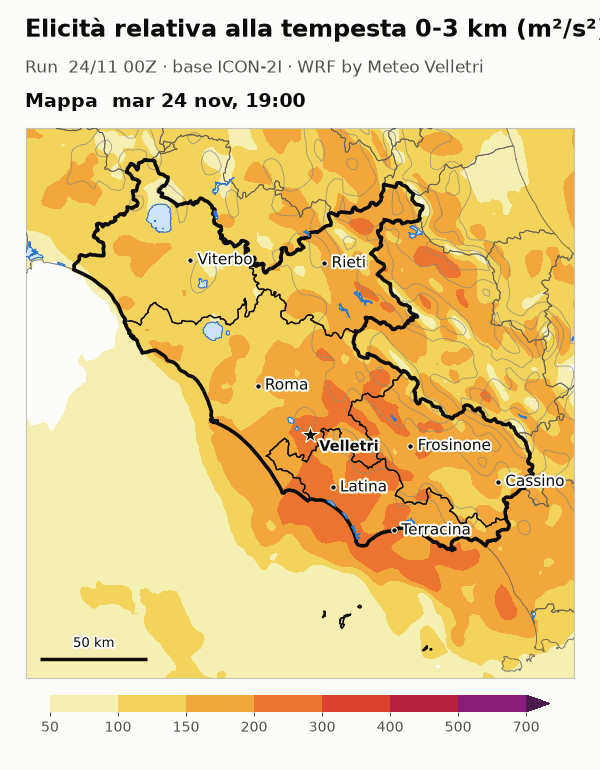 Elicità relativa alla tempesta 0-3 km (m²/s²)
Run 24/11 00Z · base ICON-2I · WRF by Meteo Velletri
Mappa mar 24 nov, 19:00
Viterbo
Rieti
Roma
Velletri
Frosinone
Latina
Cassino
Terracina
50 km
50 100 150 200 300 400 500 700